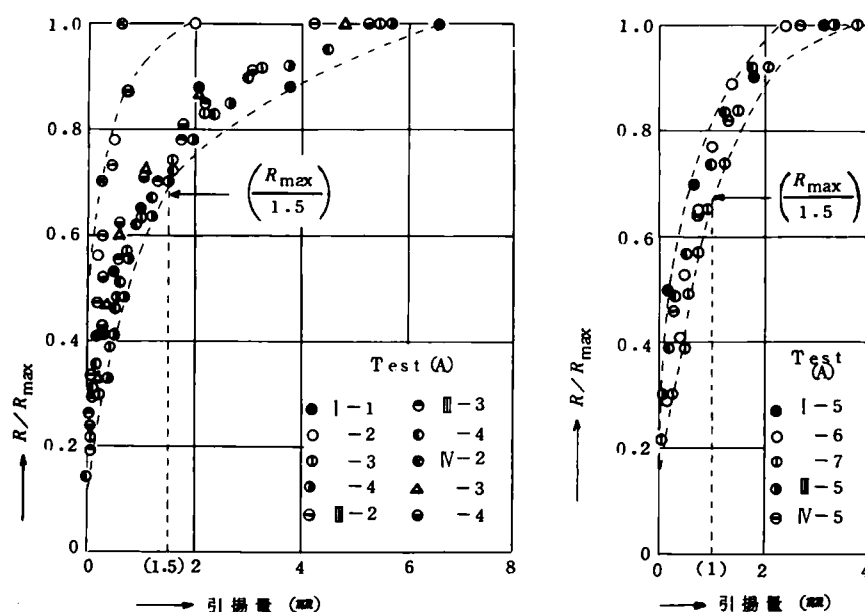 1.0
0.8
0.6
0.4
0.2
0
R/Rmax
(Rmax/1.5)
Test (A)
I-1
-2
-3
-4
Ⅲ-2
Ⅲ-3
-4
Ⅳ-2
-3
-4
0 (1.5) 2 4 6 8
引揚量 (㎜)
1.0
0.8
0.6
0.4
0.2
0
R/Rmax
(Rmax/1.5)
Test
(A)
I-5
-6
-7
Ⅲ-5
Ⅳ-5
0 (1) 2 4
引揚量 (㎜)